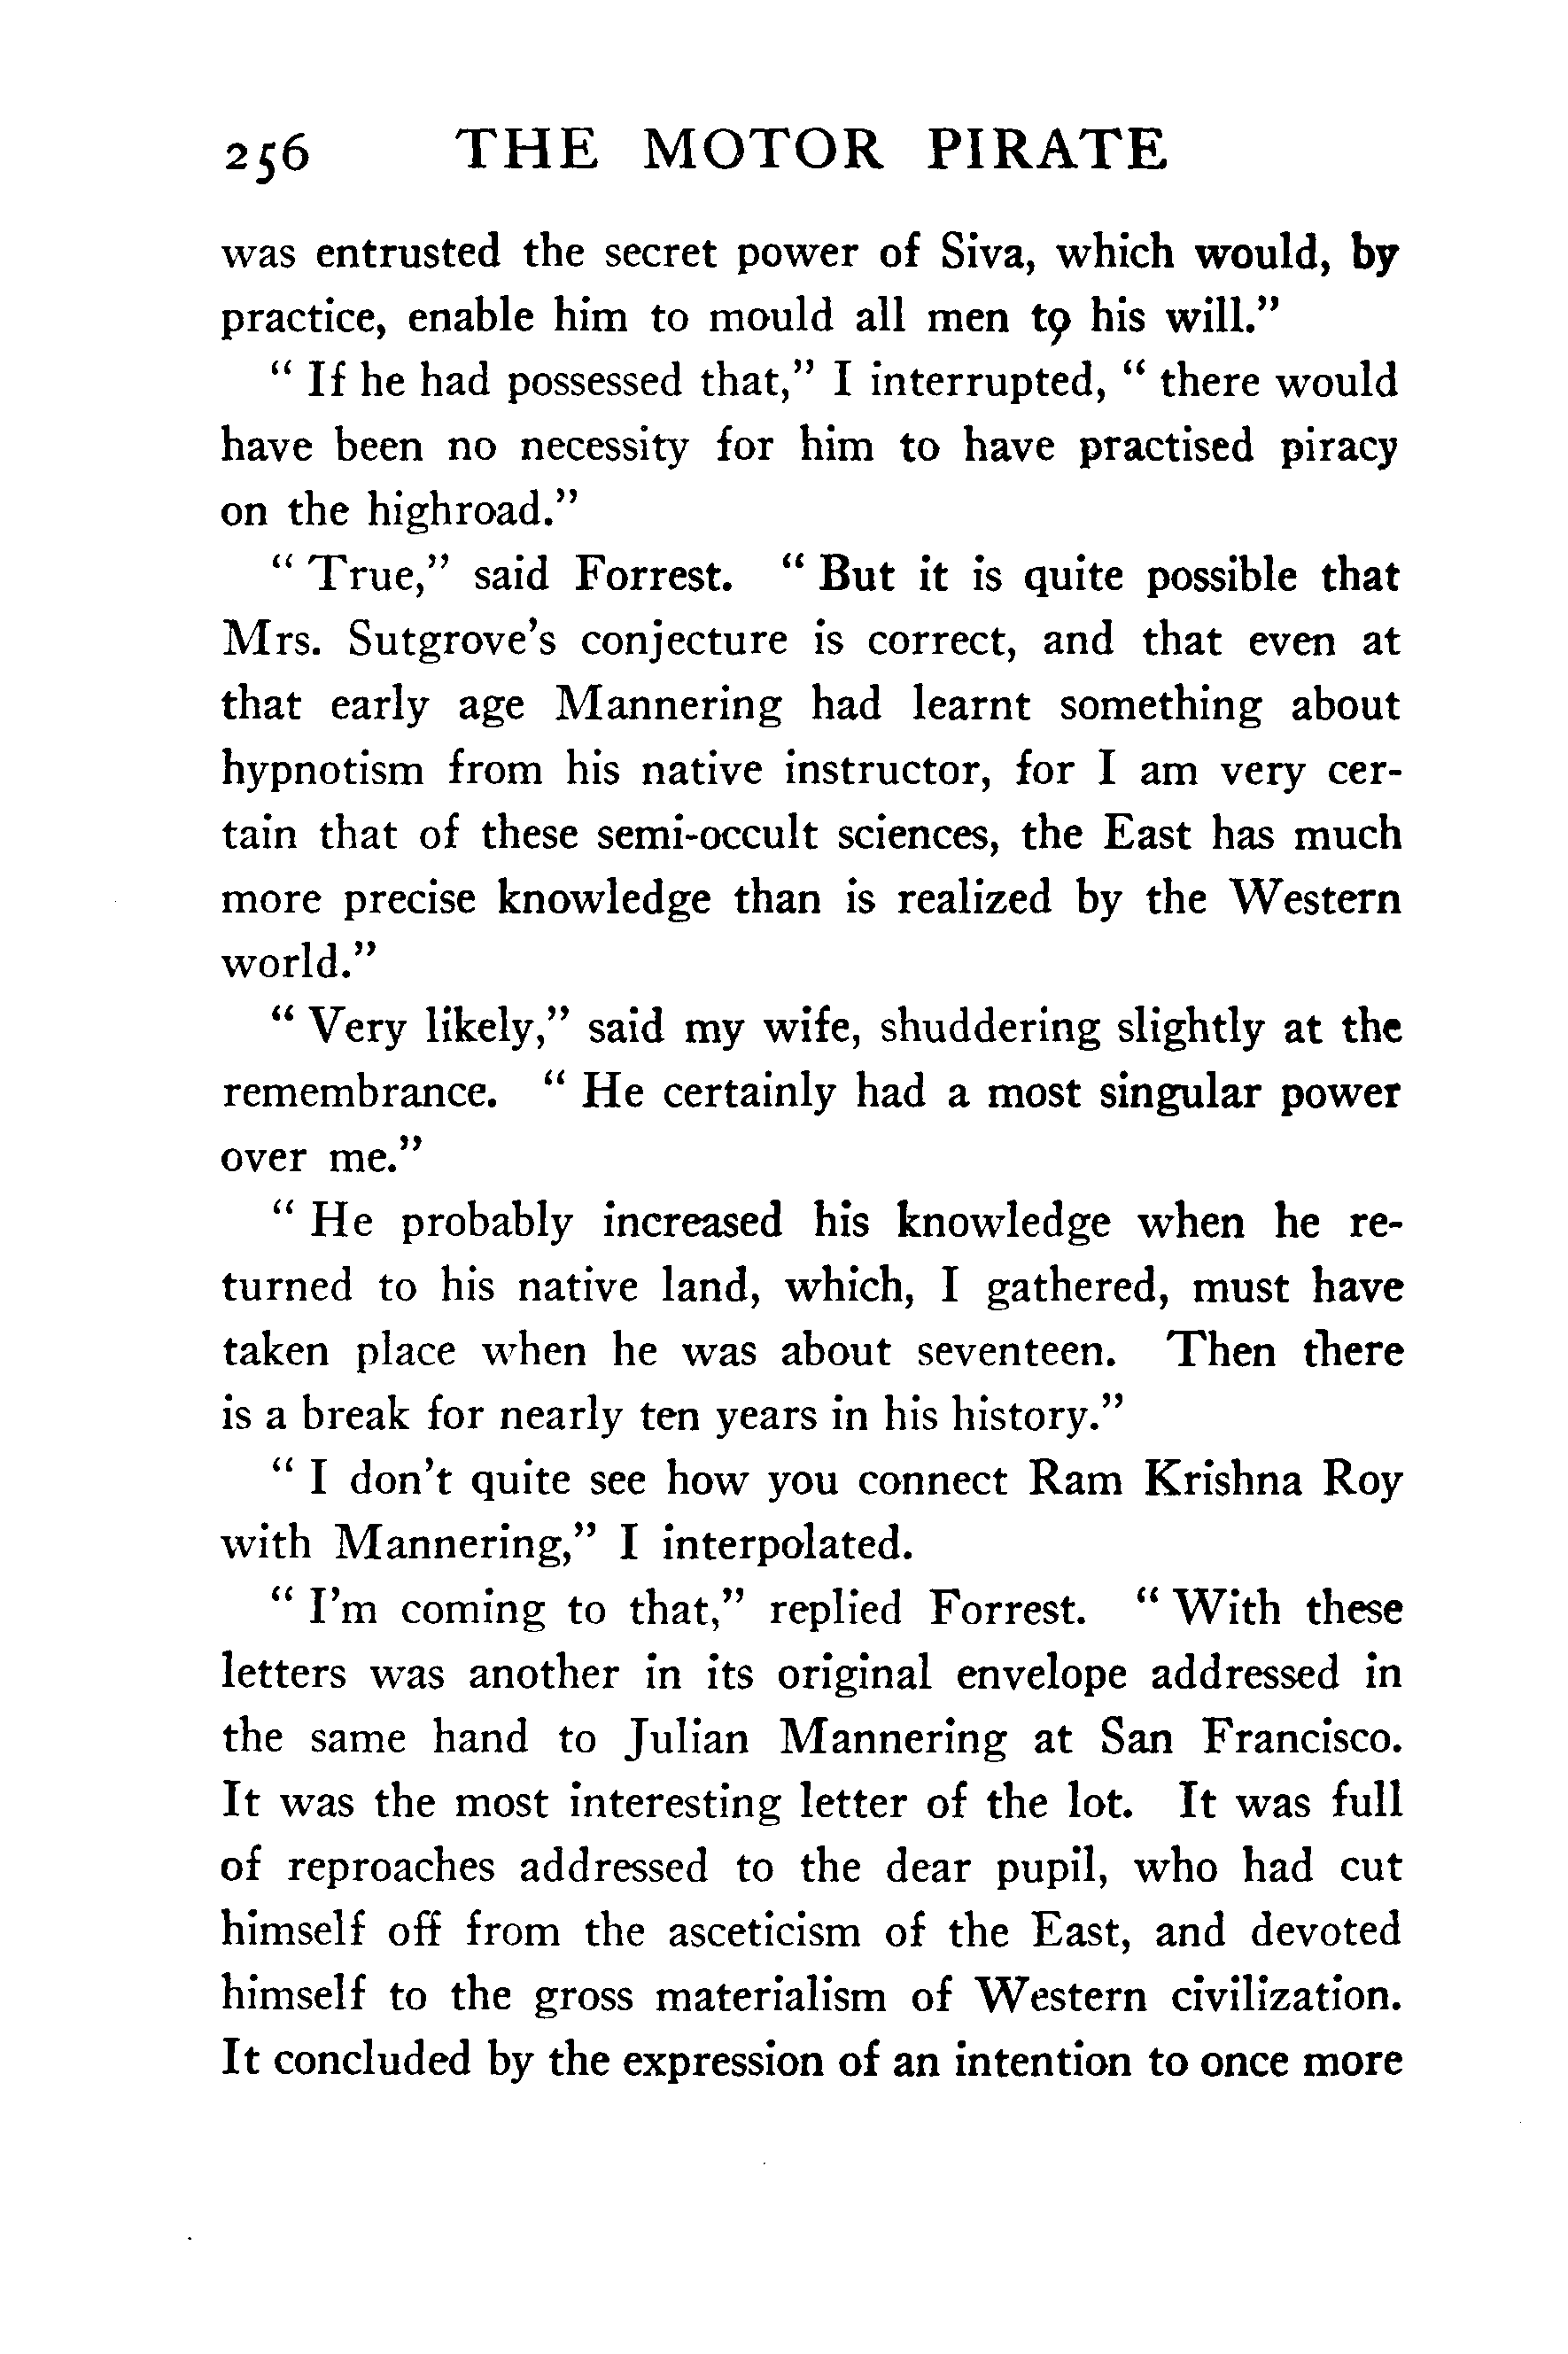 256 THE MOTOR PIRATE
was entrusted the secret power of Siva, which would, by
practice, enable him to mould all men to his will.”
“ If he had possessed that,” I interrupted, “ there would
have been no necessity for him to have practised piracy
on the highroad.”
“ True,” said Forrest. “ But it is quite possible that
Mrs. Sutgrove’s conjecture is correct, and that even at
that early age Mannering had learnt something about
hypnotism from his native instructor, for I am very cer-
tain that of these semi-occult sciences, the East has much
more precise knowledge than is realized by the Western
world.”
“ Very likely,” said my wife, shuddering slightly at the
remembrance. “ He certainly had a most singular power
over me.”
“ He probably increased his knowledge when he re-
turned to his native land, which, I gathered, must have
taken place when he was about seventeen. Then there
is a break for nearly ten years in his history.”
“ I don’t quite see how you connect Ram Krishna Roy
with Mannering,” I interpolated.
“ I’m coming to that,” replied Forrest. “ With these
letters was another in its original envelope addressed in
the same hand to Julian Mannering at San Francisco.
It was the most interesting letter of the lot. It was full
of reproaches addressed to the dear pupil, who had cut
himself off from the asceticism of the East, and devoted
himself to the gross materialism of Western civilization.
It concluded by the expression of an intention to once more